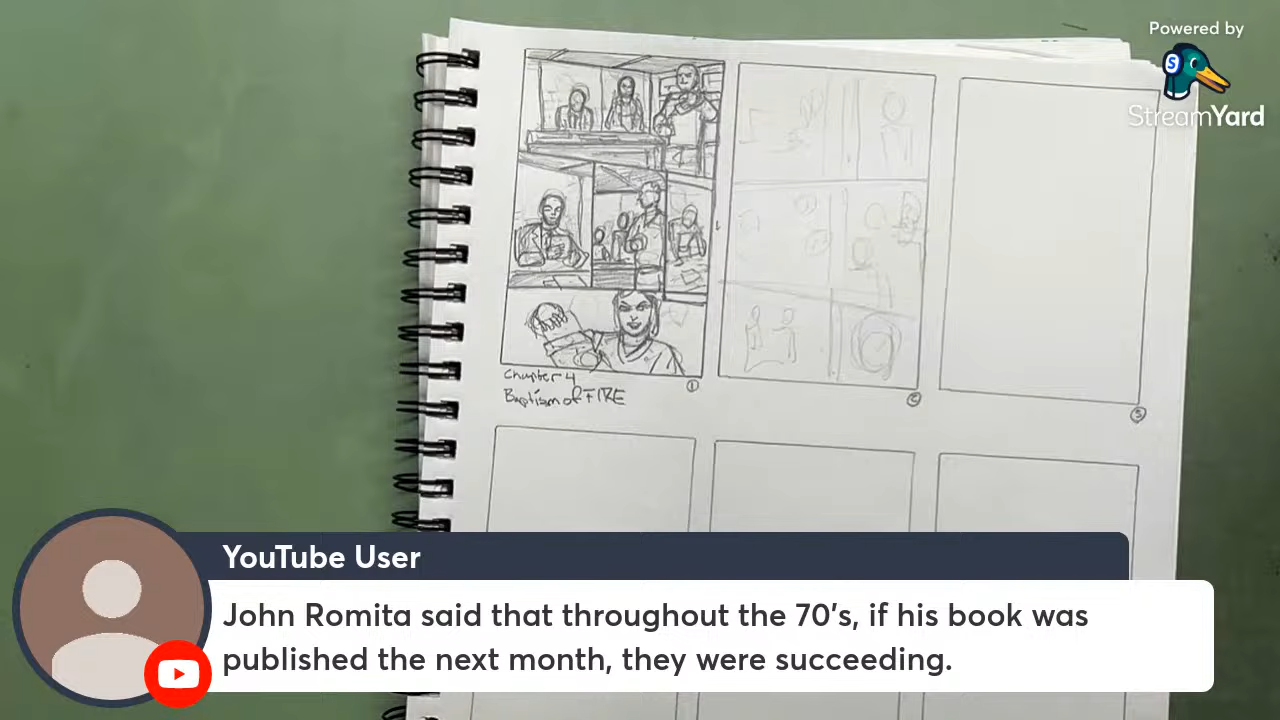 Powered by
StreamYard
Chapter 4
Baptism of FIRE
1
2
3
YouTube User
John Romita said that throughout the 70's, if his book was
published the next month, they were succeeding.